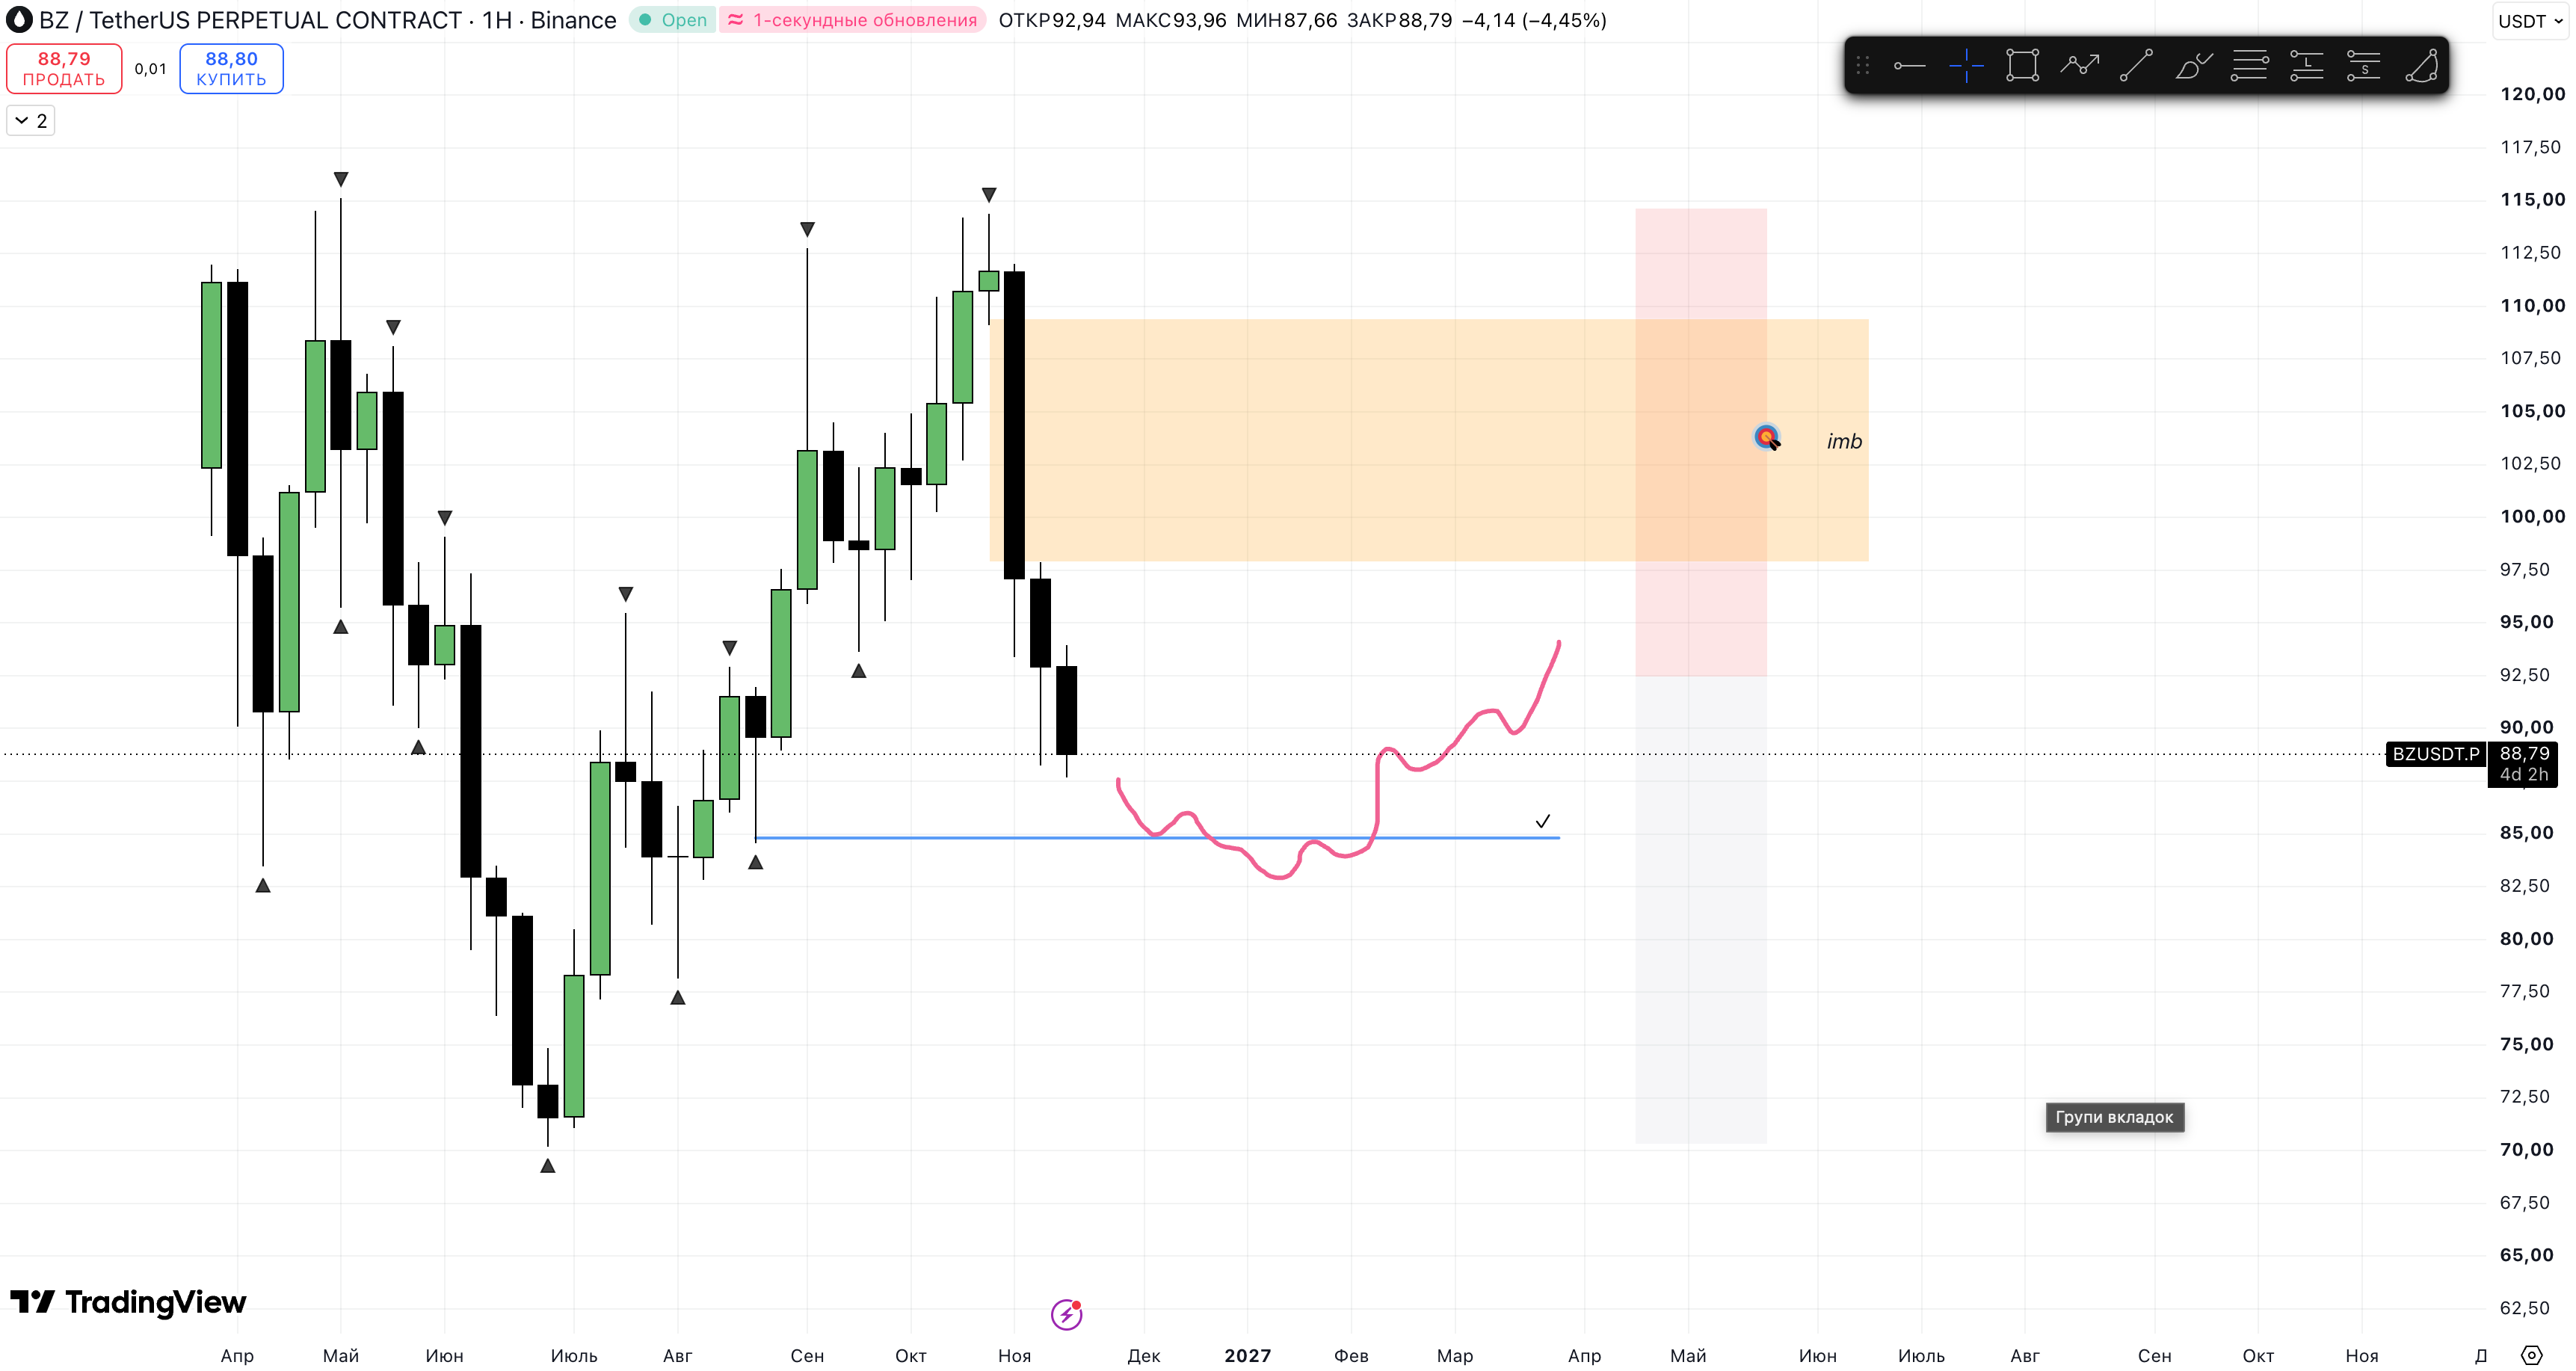 BZ / TetherUS PERPETUAL CONTRACT · 1Н · Binance Open 1-секундные обновления ОТКР92,94 МАКС93,96 МИН87,66 ЗАКР88,79 −4,14 (−4,45%)
USDT
88,79
ПРОДАТЬ
0,01
88,80
КУПИТЬ
2
L
S
120,00
117,50
115,00
112,50
110,00
107,50
105,00
imb
102,50
100,00
97,50
95,00
92,50
90,00
BZUSDT.P 88,79
4d 2h
85,00
82,50
80,00
77,50
75,00
72,50
Групи вкладок
70,00
67,50
65,00
62,50
TradingView
Апр Май Июн Июль Авг Сен Окт Ноя Дек 2027 Фев Мар Апр Май Июн Июль Авг Сен Окт Ноя